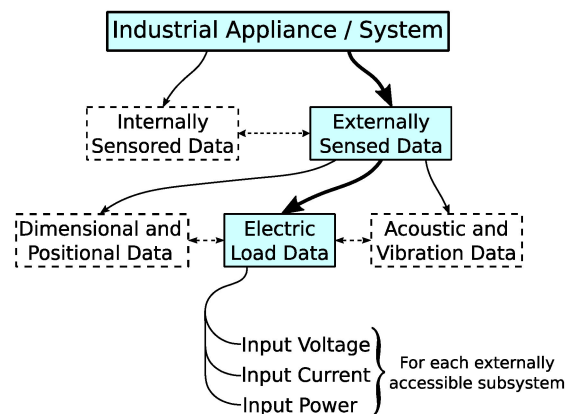 Industrial Appliance / System
Internally
Sensored Data
Externally
Sensed Data
Dimensional and
Positional Data
Electric
Load Data
Acoustic and
Vibration Data
Input Voltage
Input Current
Input Power
For each externally
accessible subsystem